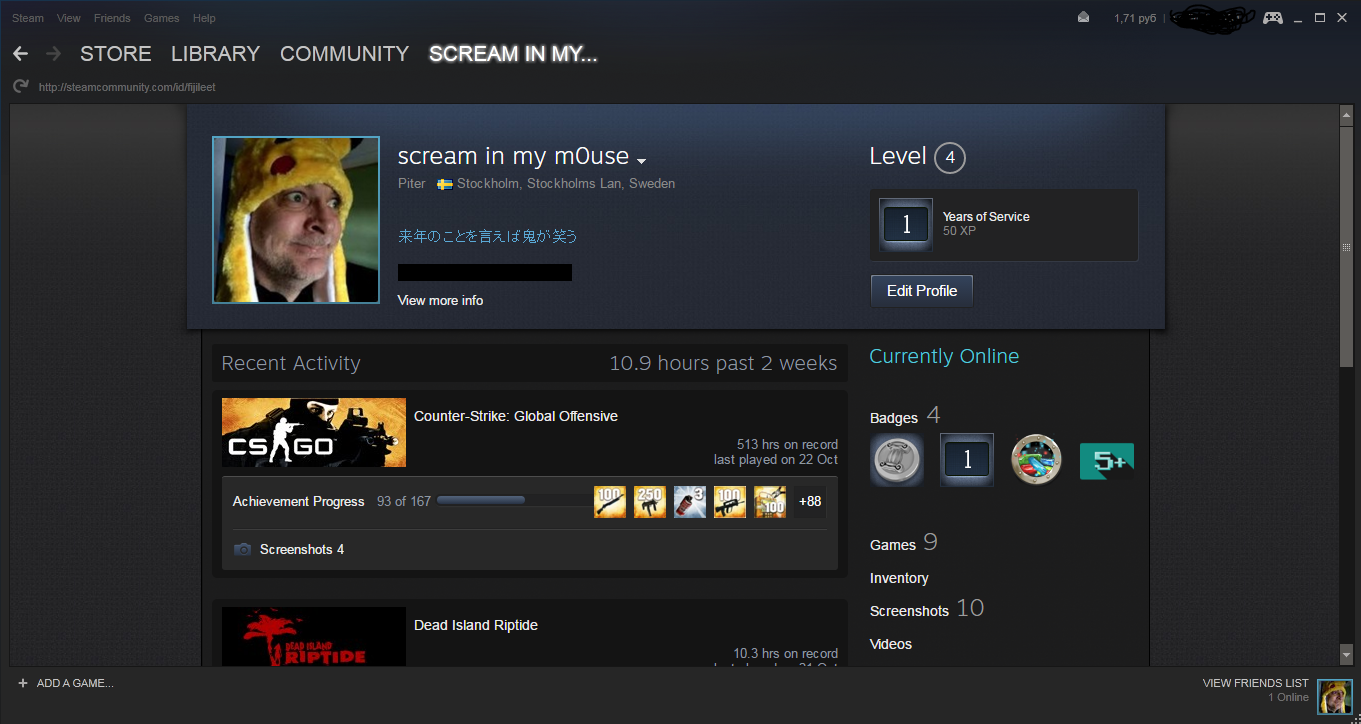 Steam View Friends Games Help
1,71 руб |
STORE LIBRARY COMMUNITY SCREAM IN MY...
http://steamcommunity.com/id/fijileet
scream in my m0use
Piter Stockholm, Stockholms Lan, Sweden
来年のことを言えば鬼が笑う
View more info
Level 4
1
Years of Service
50 XP
Edit Profile
Recent Activity 10.9 hours past 2 weeks
CS GO
Counter-Strike: Global Offensive
513 hrs on record
last played on 22 Oct
Achievement Progress 93 of 167
100 250 3 100 100 +88
Screenshots 4
DEAD ISLAND
RIPTIDE
Dead Island Riptide
10.3 hrs on record
last played on 21 Oct
Currently Online
Badges 4
1 5+
Games 9
Inventory
Screenshots 10
Videos
+ ADD A GAME...
VIEW FRIENDS LIST
1 Online